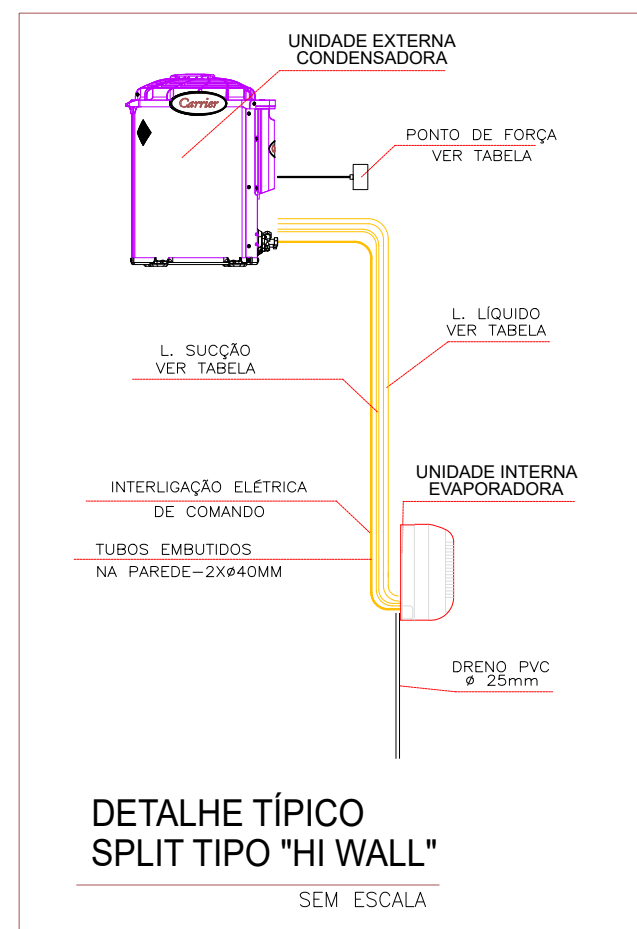 UNIDADE EXTERNA
CONDENSADORA
Carrier
PONTO DE FORÇA
VER TABELA
L. LÍQUIDO
VER TABELA
L. SUCÇÃO
VER TABELA
UNIDADE INTERNA
EVAPORADORA
INTERLIGAÇÃO ELÉTRICA
DE COMANDO
TUBOS EMBUTIDOS
NA PAREDE-2Xø40MM
DRENO PVC
ø 25mm
DETALHE TÍPICO
SPLIT TIPO "HI WALL"
SEM ESCALA